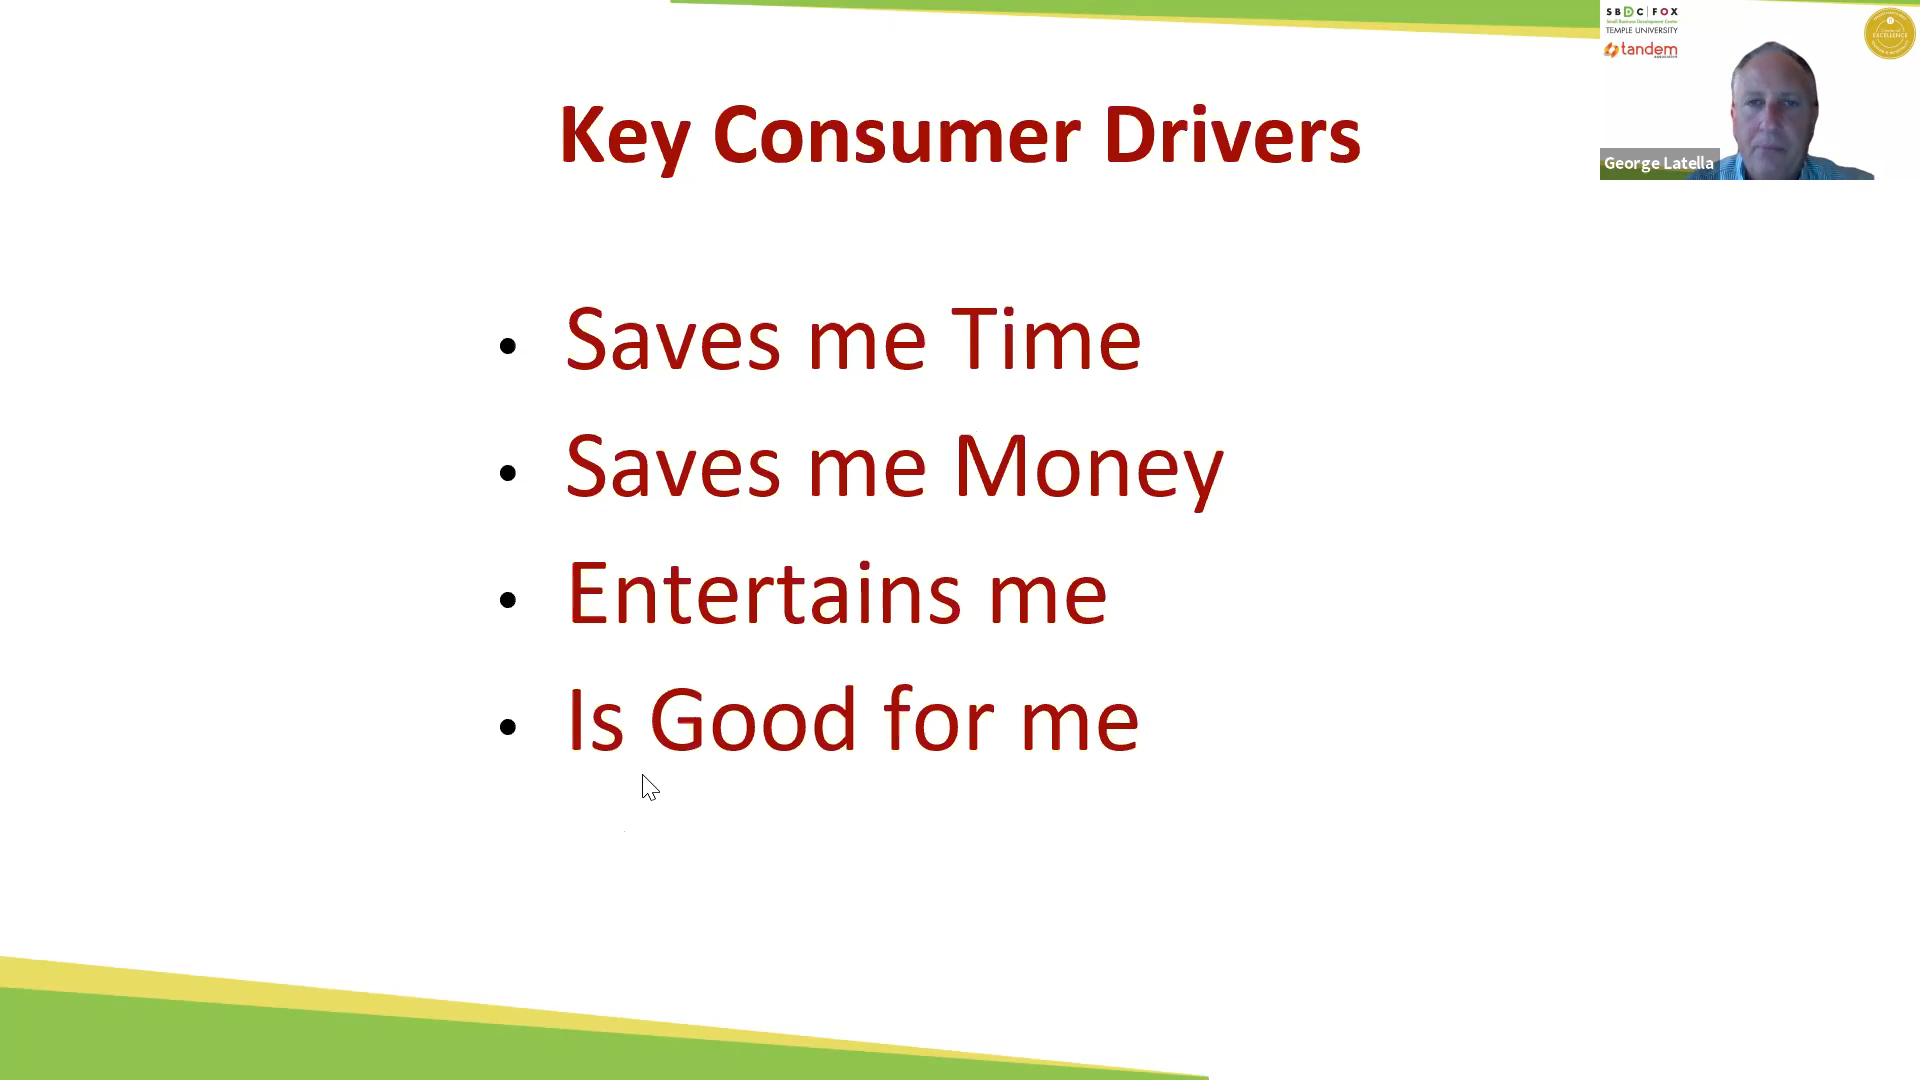 SBDC|FOX
Small Business Development Center
TEMPLE UNIVERSITY
tandem
EXCELLENCE
George Latella
Key Consumer Drivers
• Saves me Time
• Saves me Money
• Entertains me
• Is Good for me